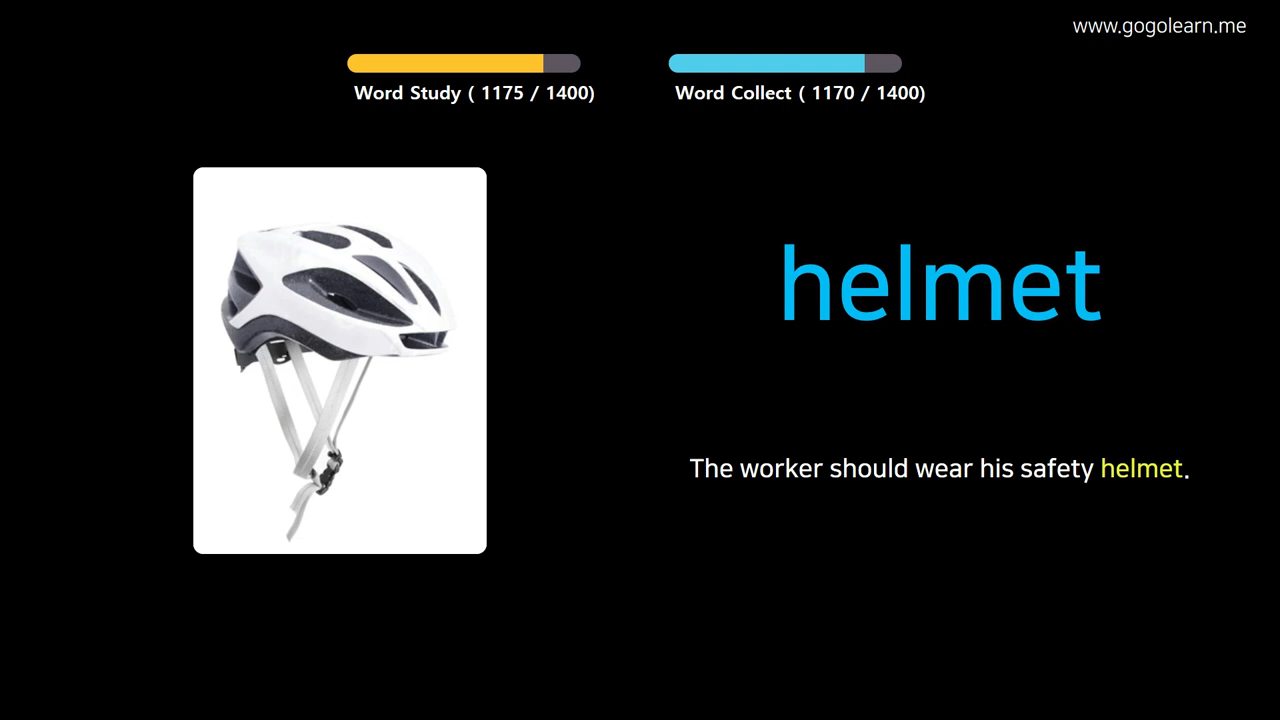 www.gogolearn.me
Word Study ( 1175 / 1400)
Word Collect ( 1170 / 1400)
helmet
The worker should wear his safety helmet.